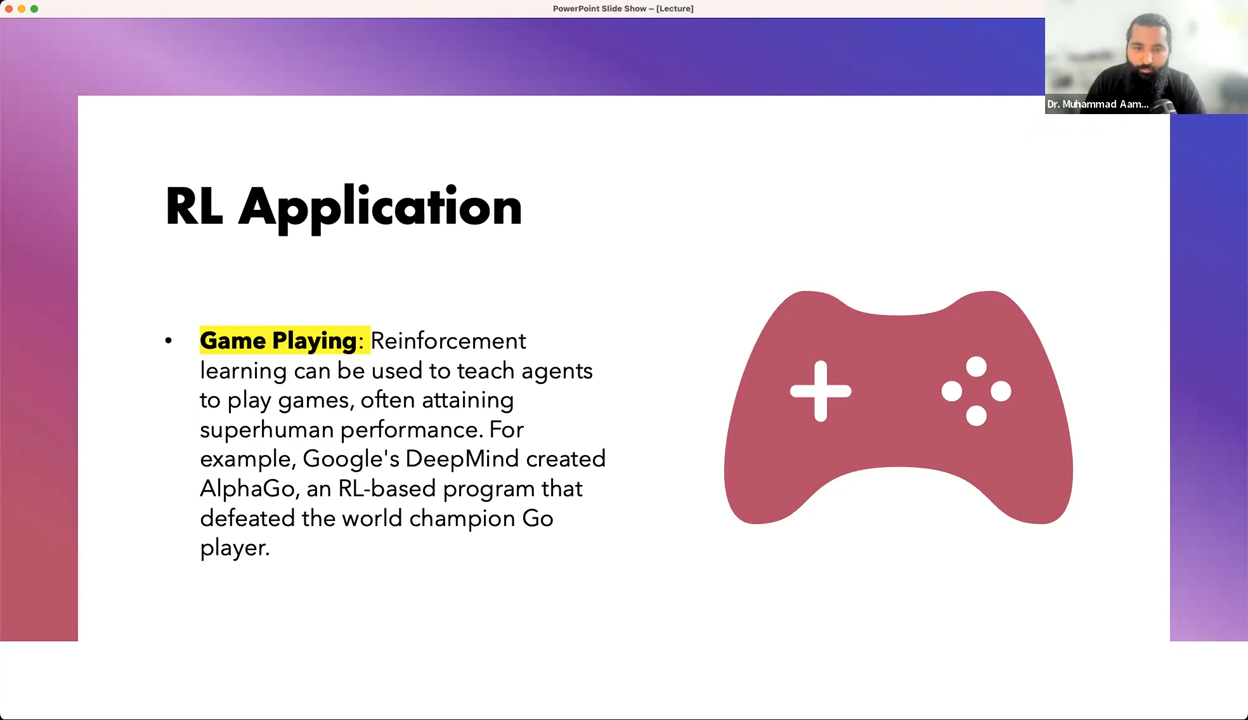 PowerPoint Slide Show – [Lecture]
Dr. Muhammad Aam...
RL Application
• Game Playing: Reinforcement
learning can be used to teach agents
to play games, often attaining
superhuman performance. For
example, Google's DeepMind created
AlphaGo, an RL-based program that
defeated the world champion Go
player.